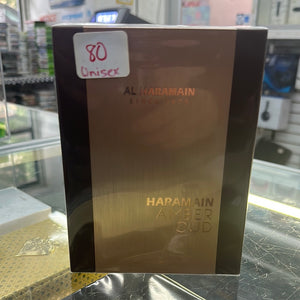 80
Unisex
AL HARAMAIN
HARAMAIN
AMBER
OUD